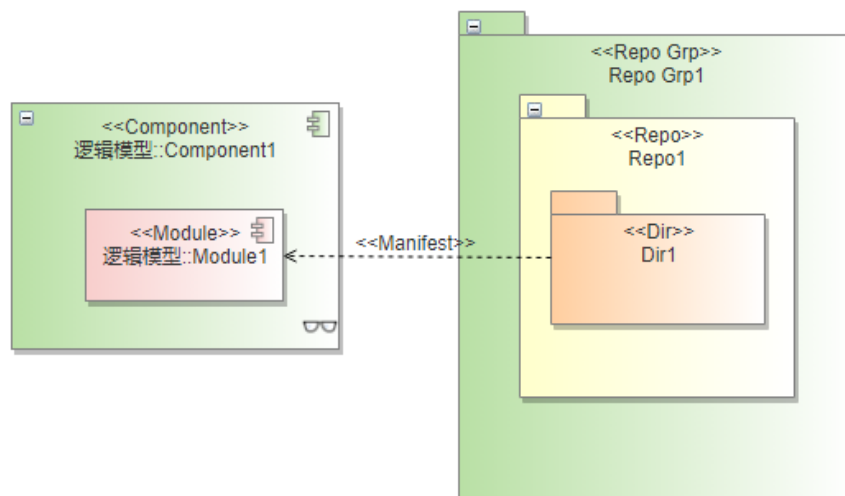 <<Component>>
逻辑模型::Component1
<<Module>>
逻辑模型::Module1
<<Manifest>>
<<Repo Grp>>
Repo Grp1
<<Repo>>
Repo1
<<Dir>>
Dir1